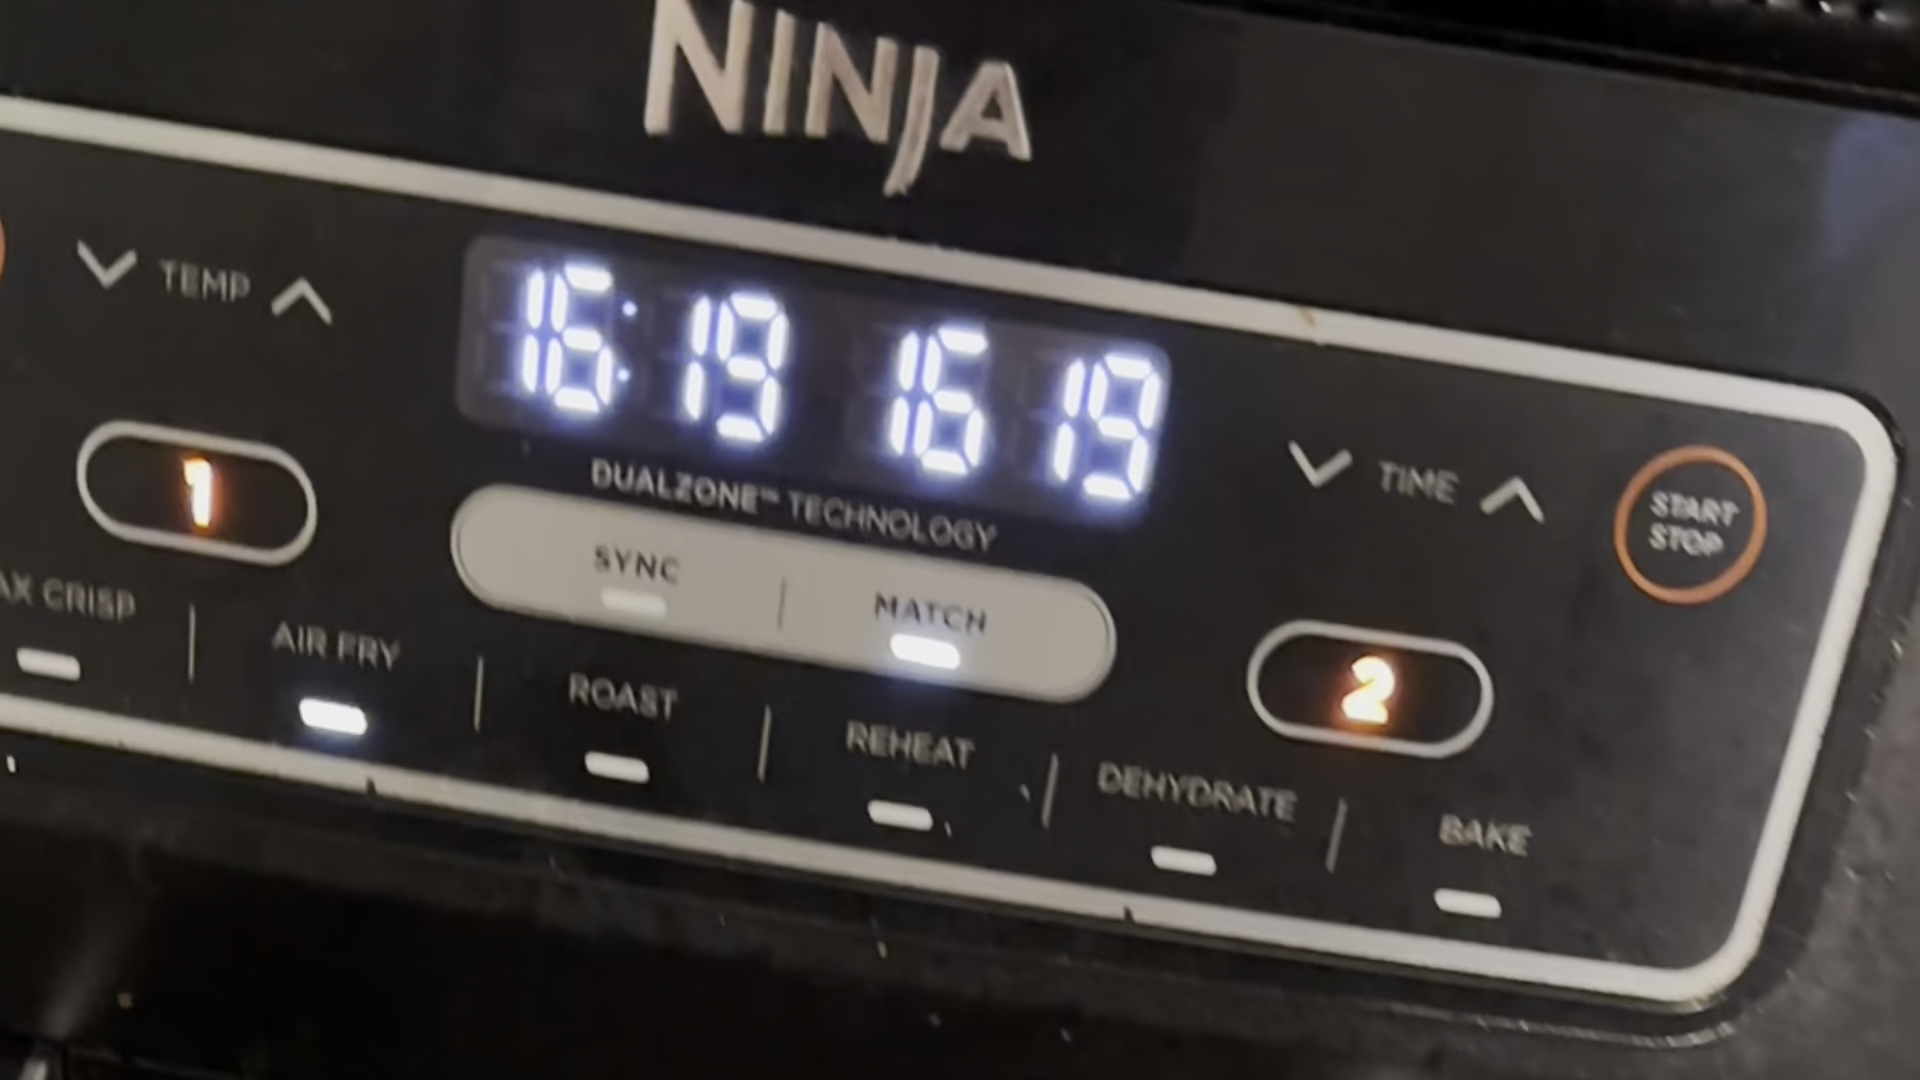 NINJA
TEMP
16:19 16 19
TIME
START
STOP
1
DUALZONE™ TECHNOLOGY
SYNC
MATCH
2
AX CRISP
AIR FRY
ROAST
REHEAT
DEHYDRATE
BAKE